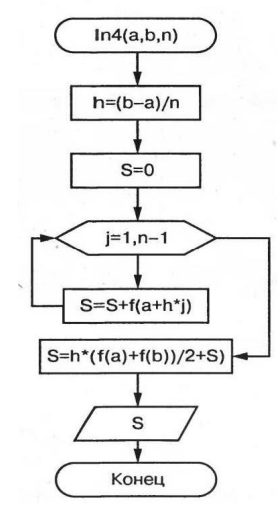 In4(a,b,n)
h=(b–a)/n
S=0
j=1,n–1
S=S+f(a+h*j)
S=h*(f(a)+f(b))/2+S)
S
Конец